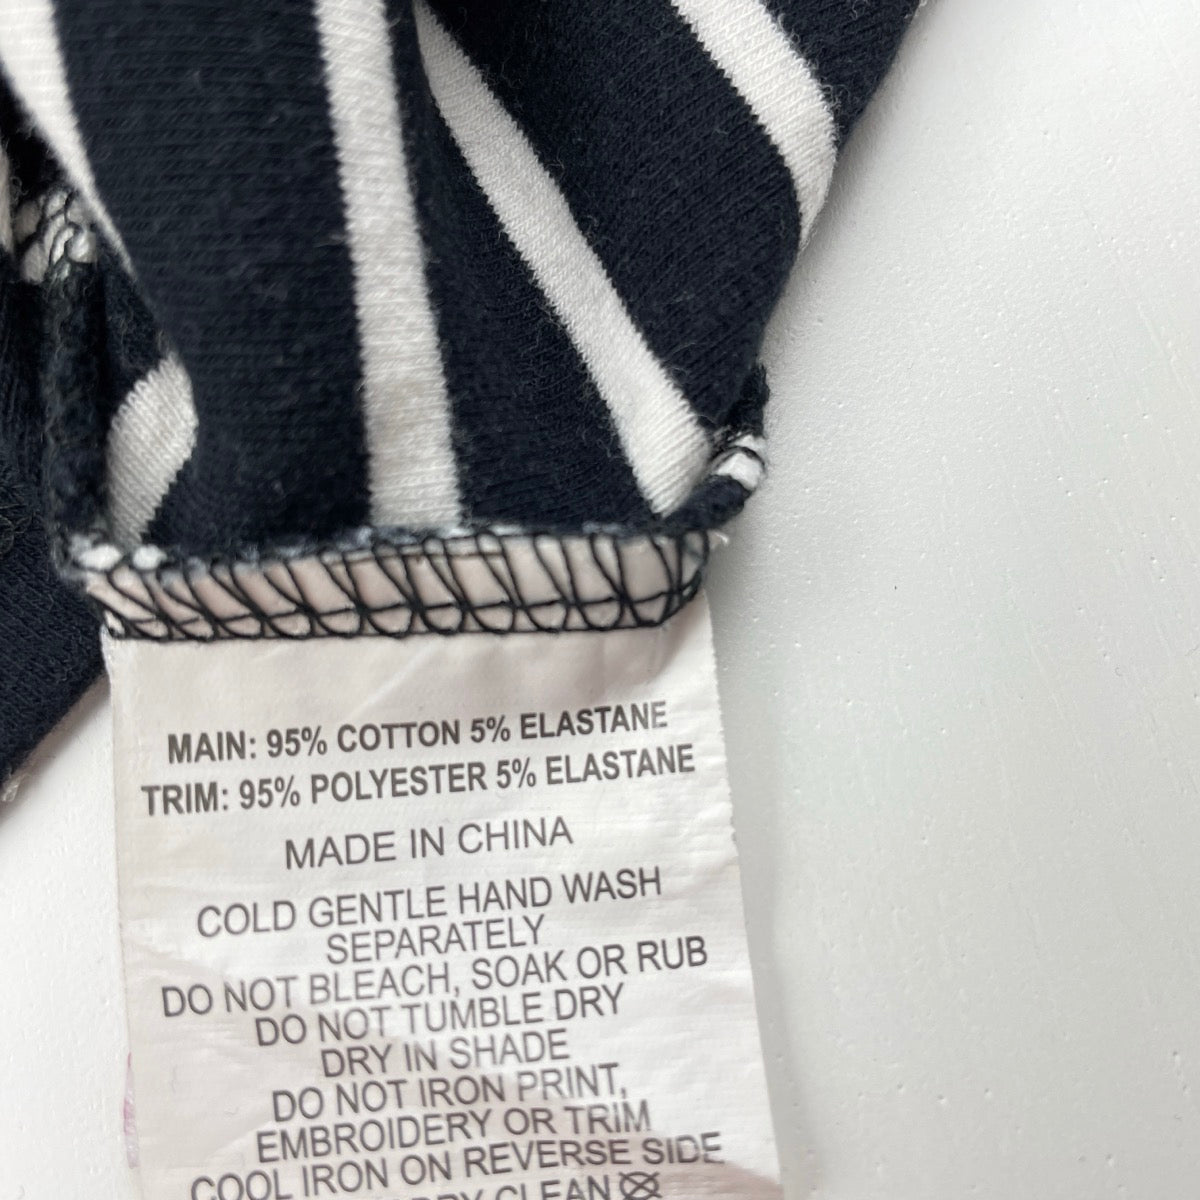 MAIN: 95% COTTON 5% ELASTANE
TRIM: 95% POLYESTER 5% ELASTANE
MADE IN CHINA
COLD GENTLE HAND WASH
SEPARATELY
DO NOT BLEACH, SOAK OR RUB
DO NOT TUMBLE DRY
DRY IN SHADE
DO NOT IRON PRINT,
EMBROIDERY OR TRIM
COOL IRON ON REVERSE SIDE
DRY CLEAN